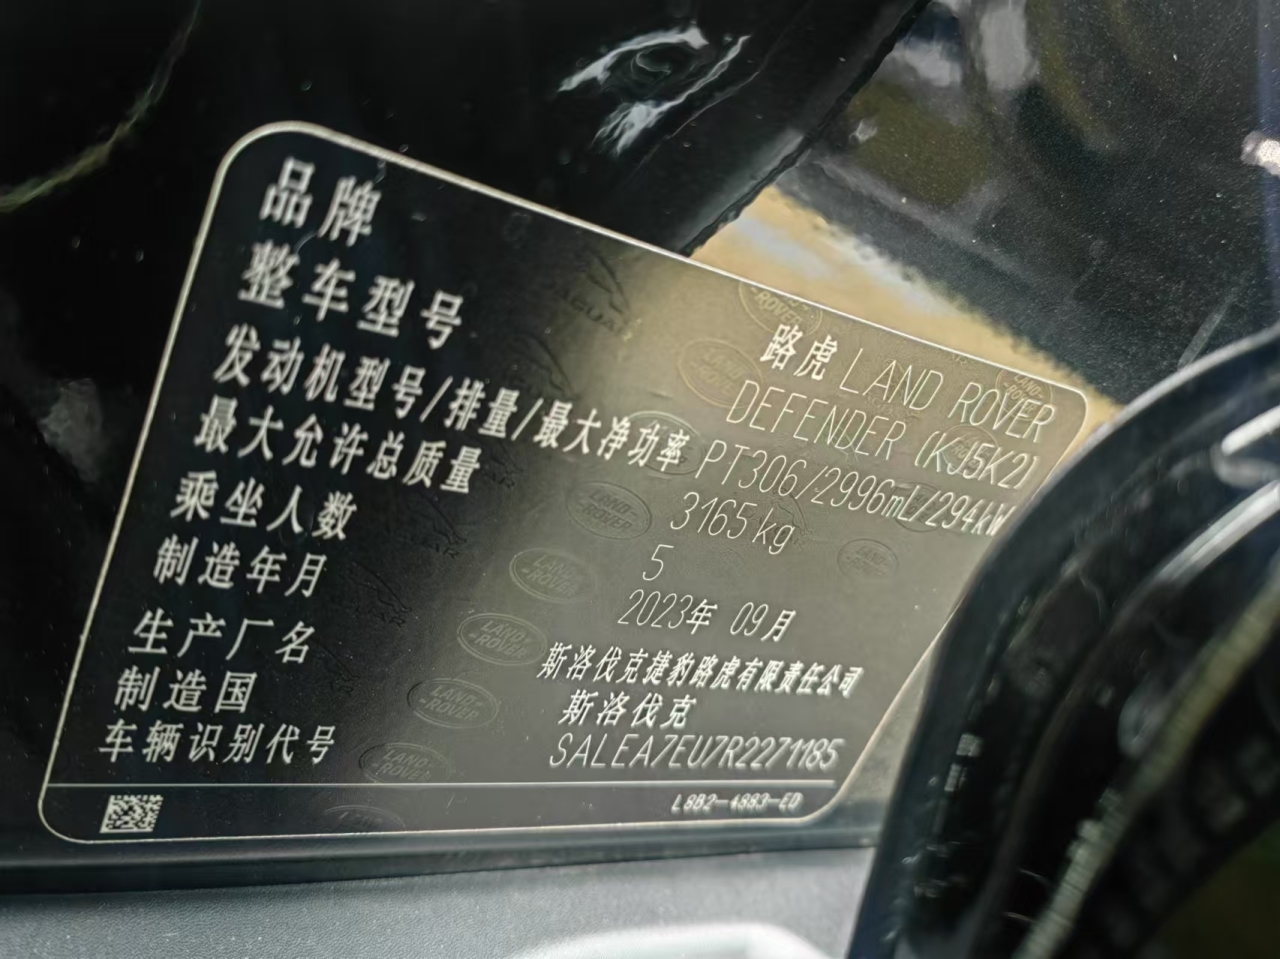 品牌 路虎 LAND ROVER
整车型号 DEFENDER (KJ5K2)
发动机型号/排量/最大净功率 PT306/2996mL/294kW
最大允许总质量 3165kg
乘坐人数 5
制造年月 2023年 09月
生产厂名 斯洛伐克捷豹路虎有限责任公司
制造国 斯洛伐克
车辆识别代号 SALEA7EU7R2271185
L8B2-4883-ED